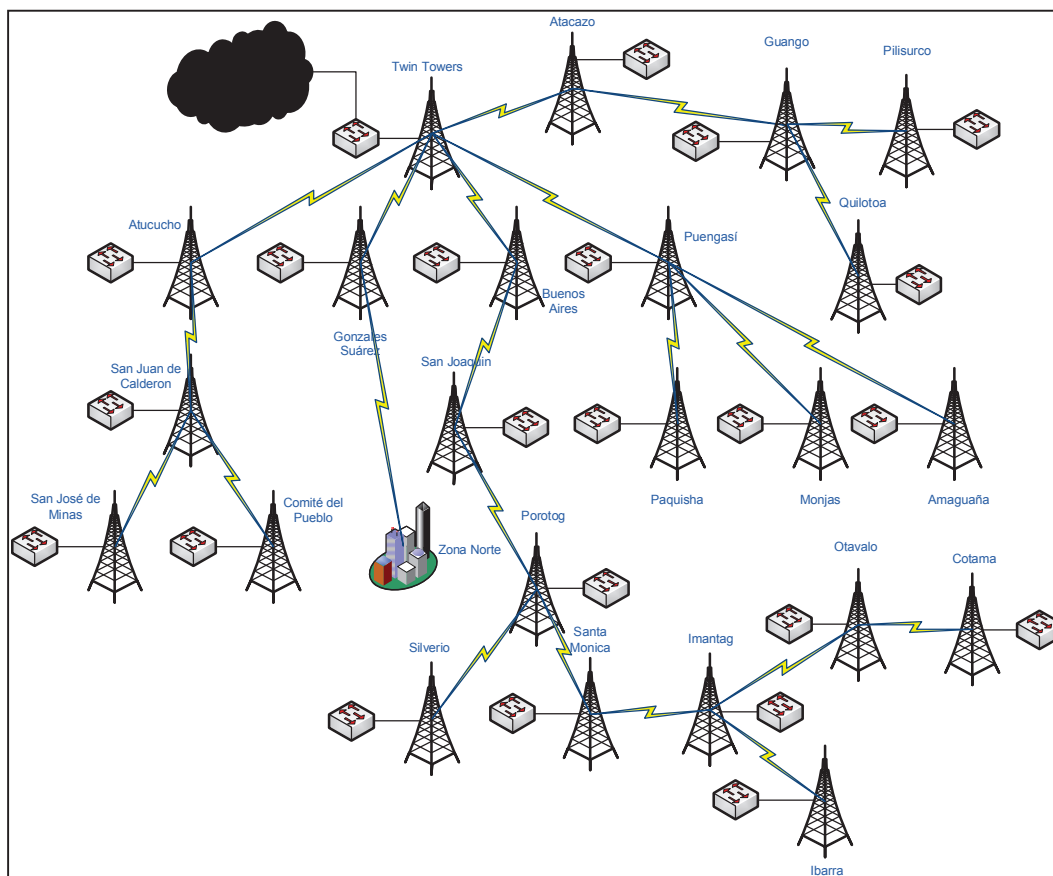 Atacazo
Guango
Pilisurco
Twin Towers
Atucucho
Quilotoa
Puengasí
Buenos
Aires
Gonzales
Suárez
San Joaquin
San Juan de
Calderon
San José de
Minas
Comité del
Pueblo
Paquisha
Monjas
Amaguaña
Porotog
Zona Norte
Otavalo
Cotama
Silverio
Santa
Monica
Imantag
Ibarra